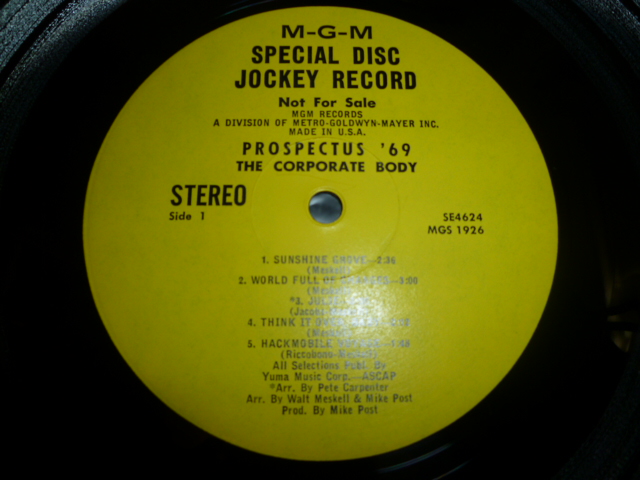 M-G-M
SPECIAL DISC
JOCKEY RECORD
Not For Sale
MGM RECORDS
A DIVISION OF METRO-GOLDWYN-MAYER INC.
MADE IN U.S.A.
PROSPECTUS '69
THE CORPORATE BODY
STEREO
Side 1
SE4624
MGS 1926
1. SUNSHINE
2. WORLD FULL OF
*3.
4. THINK IT
5. HACKMOBILE
All Selections Publ. By
Yuma Music Corp.—ASCAP
*Arr. By Pete Carpenter
Arr. By Walt Meskell & Mike Post
Prod. By Mike Post